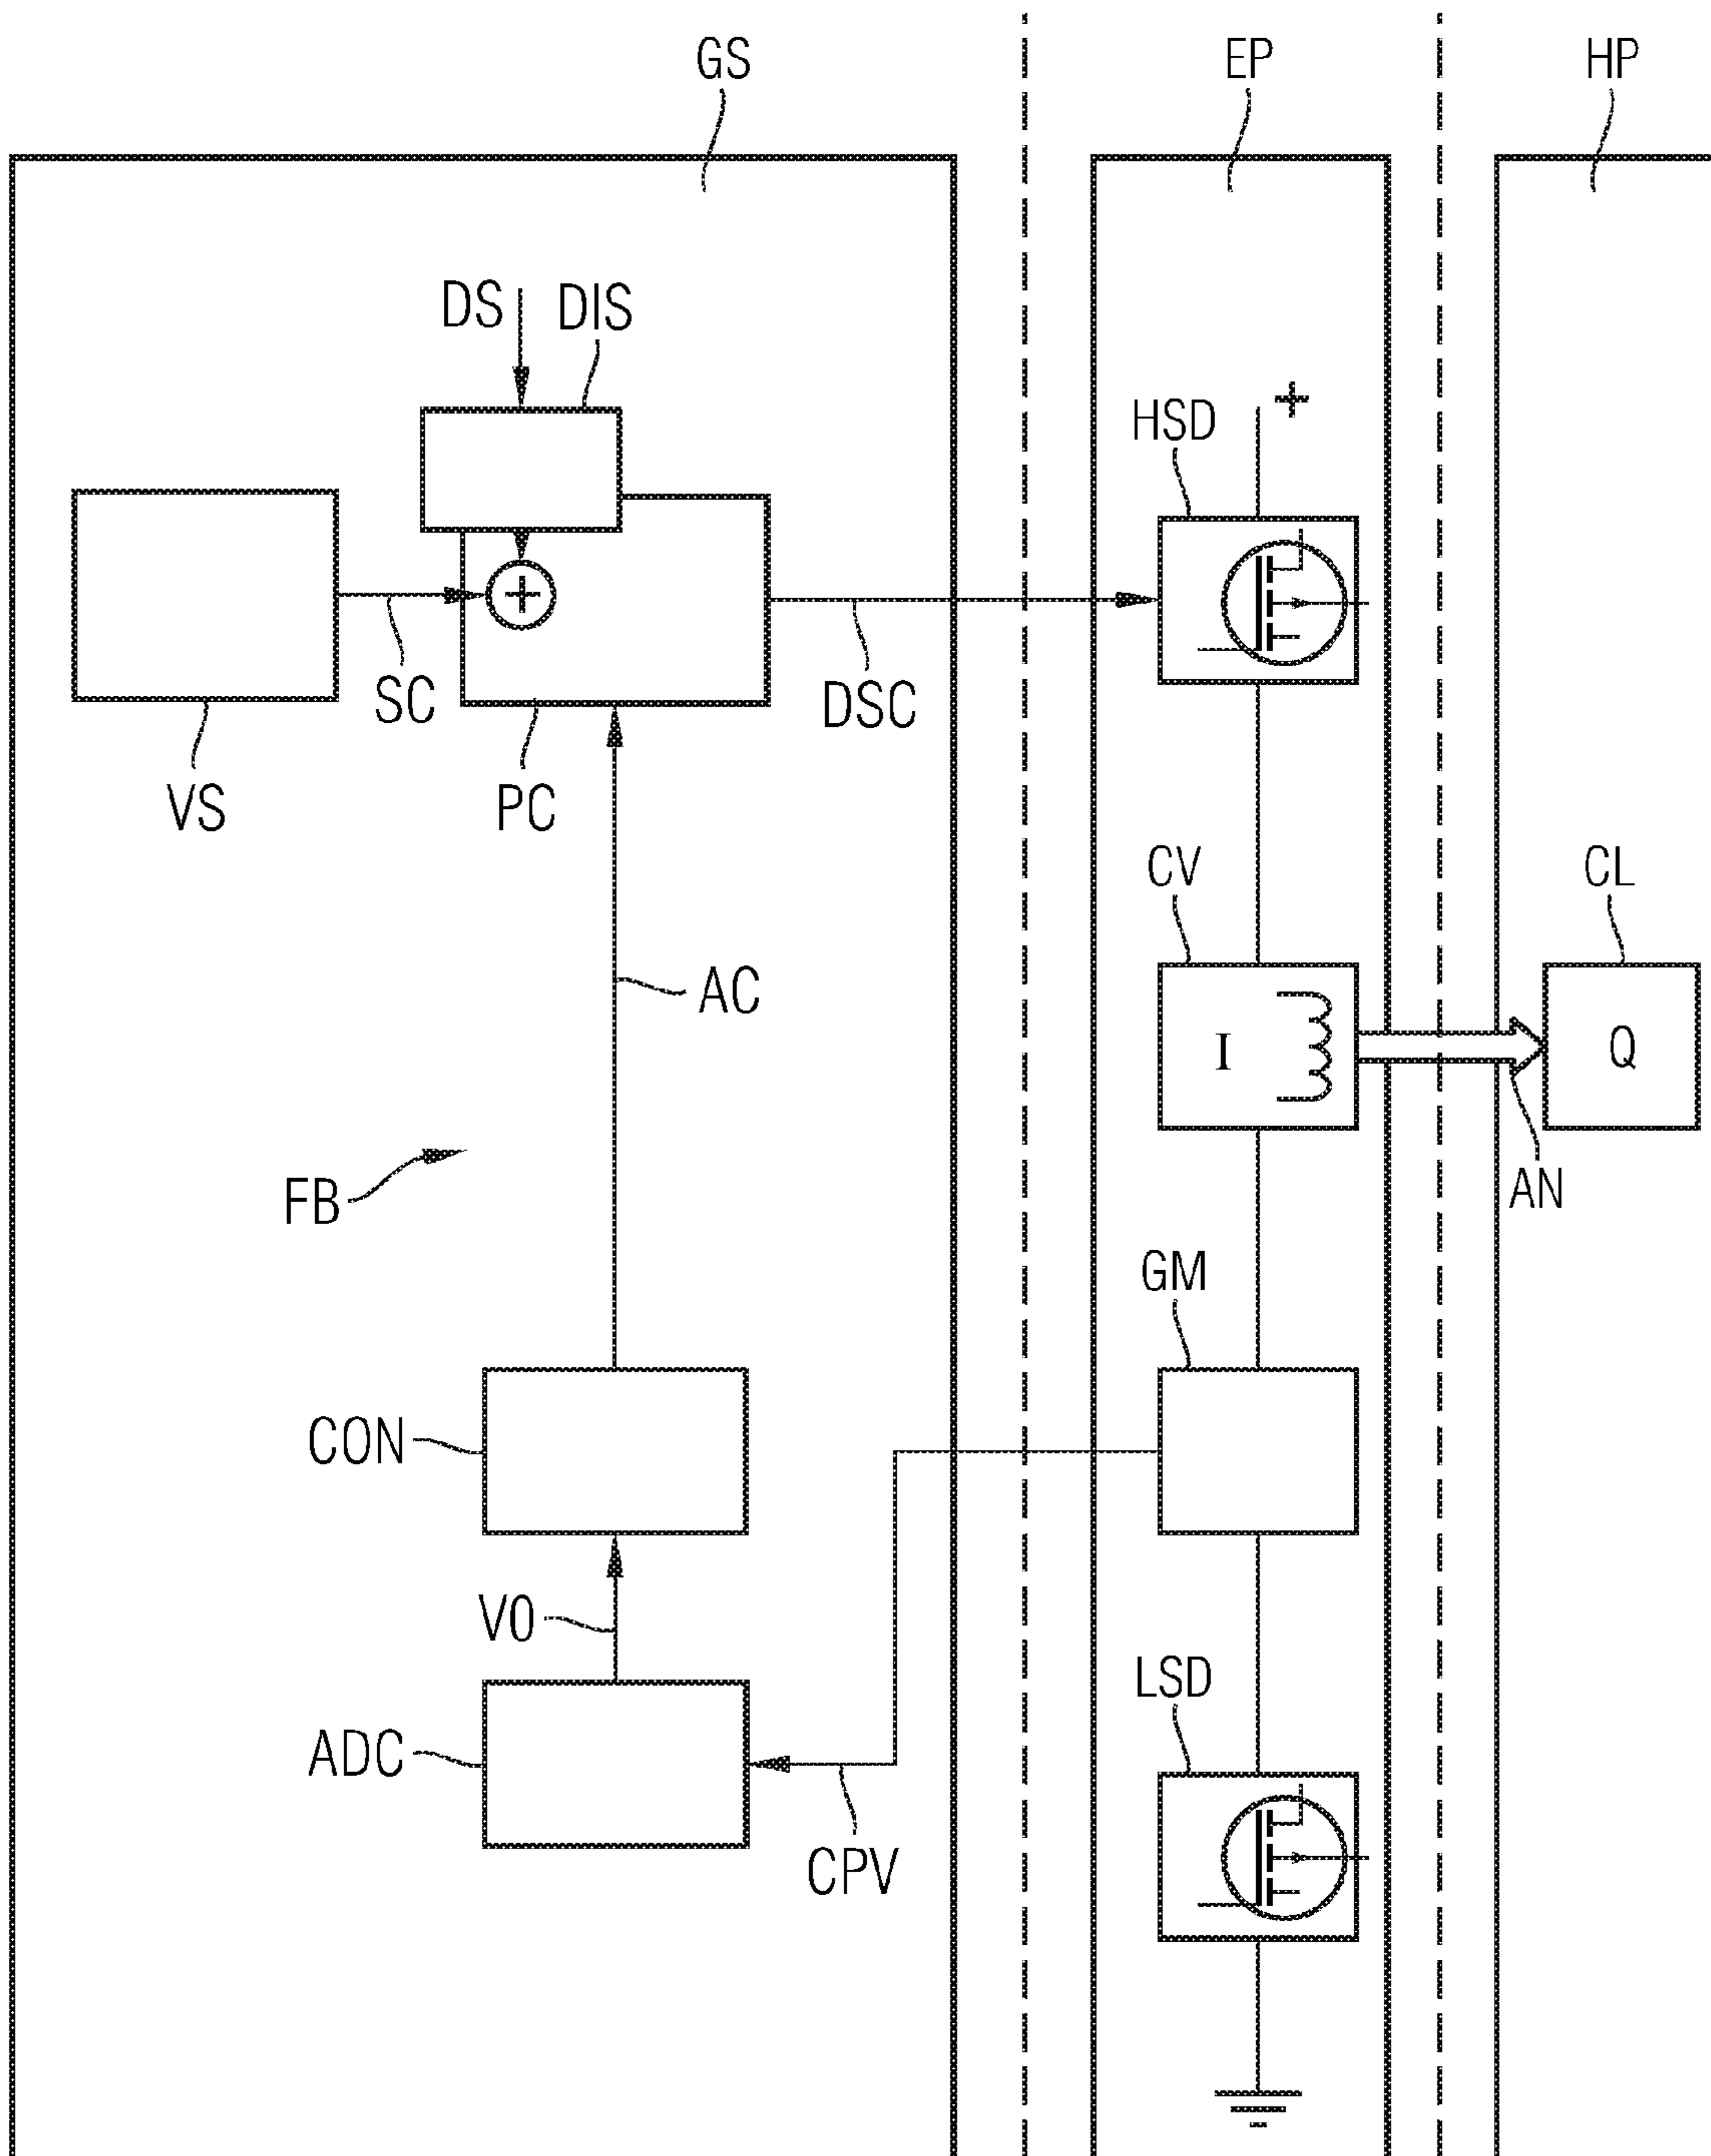 GS
EP
HP
DS
DIS
+
HSD
+
SC
DSC
VS
PC
CV
CL
AC
I
Q
FB
AN
GM
CON
V0
LSD
ADC
CPV